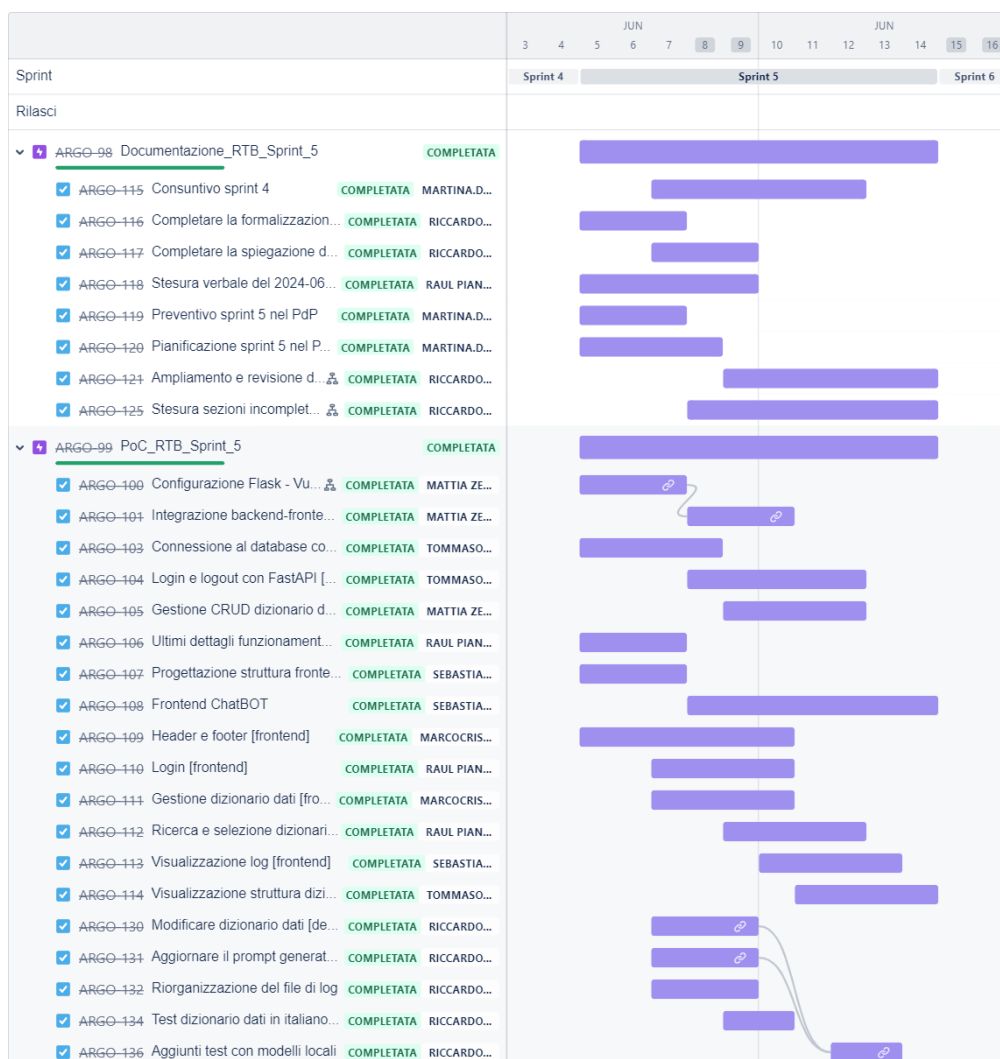 JUN JUN
3 4 5 6 7 8 9 10 11 12 13 14 15 16
Sprint Sprint 4 Sprint 5 Sprint 6
Rilasci
ARGO-98 Documentazione_RTB_Sprint_5 COMPLETATA
ARGO-115 Consuntivo sprint 4 COMPLETATA MARTINA.D...
ARGO-116 Completare la formalizzazion... COMPLETATA RICCARDO...
ARGO-117 Completare la spiegazione d... COMPLETATA RICCARDO...
ARGO-118 Stesura verbale del 2024-06... COMPLETATA RAUL PIAN...
ARGO-119 Preventivo sprint 5 nel PdP COMPLETATA MARTINA.D...
ARGO-120 Pianificazione sprint 5 nel P... COMPLETATA MARTINA.D...
ARGO-121 Ampliamento e revisione d... COMPLETATA RICCARDO...
ARGO-125 Stesura sezioni incomplet... COMPLETATA RICCARDO...
ARGO-99 PoC_RTB_Sprint_5 COMPLETATA
ARGO-100 Configurazione Flask - Vu... COMPLETATA MATTIA ZE...
ARGO-101 Integrazione backend-fronte... COMPLETATA MATTIA ZE...
ARGO-103 Connessione al database co... COMPLETATA TOMMASO...
ARGO-104 Login e logout con FastAPI [... COMPLETATA TOMMASO...
ARGO-105 Gestione CRUD dizionario d... COMPLETATA MATTIA ZE...
ARGO-106 Ultimi dettagli funzionament... COMPLETATA RAUL PIAN...
ARGO-107 Progettazione struttura fronte... COMPLETATA SEBASTIA...
ARGO-108 Frontend ChatBOT COMPLETATA SEBASTIA...
ARGO-109 Header e footer [frontend] COMPLETATA MARCOCRIS...
ARGO-110 Login [frontend] COMPLETATA RAUL PIAN...
ARGO-111 Gestione dizionario dati [fro... COMPLETATA MARCOCRIS...
ARGO-112 Ricerca e selezione dizionari... COMPLETATA RAUL PIAN...
ARGO-113 Visualizzazione log [frontend] COMPLETATA SEBASTIA...
ARGO-114 Visualizzazione struttura dizi... COMPLETATA TOMMASO...
ARGO-130 Modificare dizionario dati [de... COMPLETATA RICCARDO...
ARGO-131 Aggiornare il prompt generat... COMPLETATA RICCARDO...
ARGO-132 Riorganizzazione del file di log COMPLETATA RICCARDO...
ARGO-134 Test dizionario dati in italiano... COMPLETATA RICCARDO...
ARGO-136 Aggiunti test con modelli locali COMPLETATA RICCARDO...